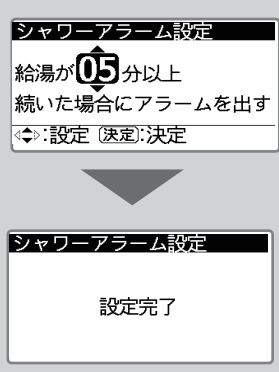 シャワーアラーム設定
給湯が05分以上
続いた場合にアラームを出す
:設定 決定:決定
シャワーアラーム設定
設定完了